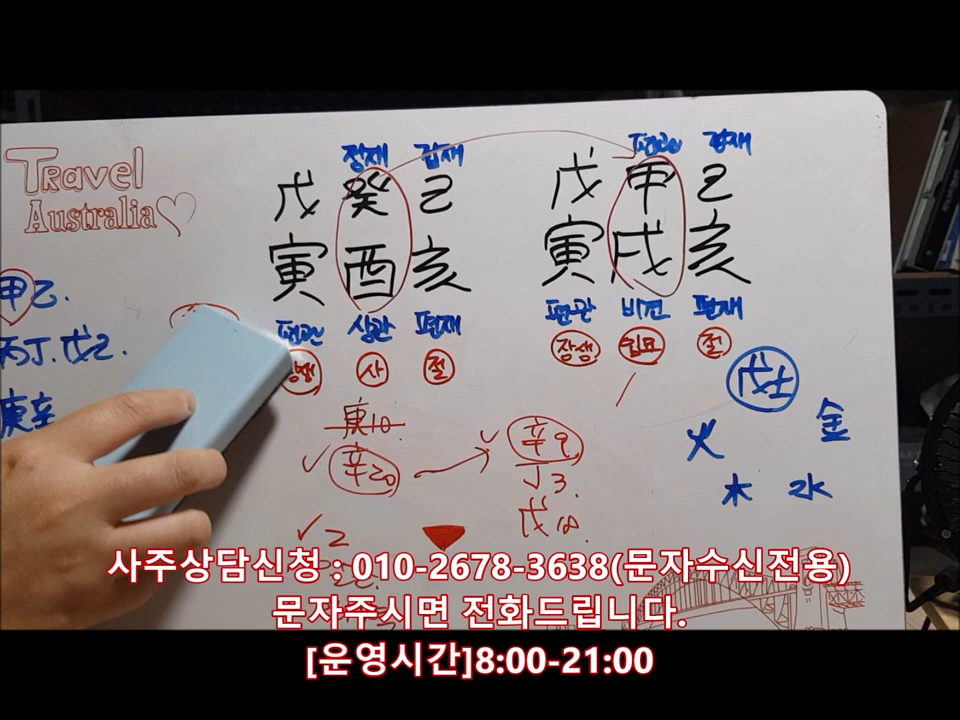 Travel
Australia
정재 겁재
戊 癸 己
寅 酉 亥
편관 상관 편재
사 절
庚10.
辛20
2
편관 겁재
戊 甲 己
寅 戌 亥
편관 비견 편재
장생 입묘 절
辛9
丁3.
戊18
戊土
火 金
木 水
甲乙.
丙丁.戊己.
庚辛
사주상담신청 : 010-2678-3638(문자수신전용)
문자주시면 전화드립니다.
[운영시간]8:00-21:00